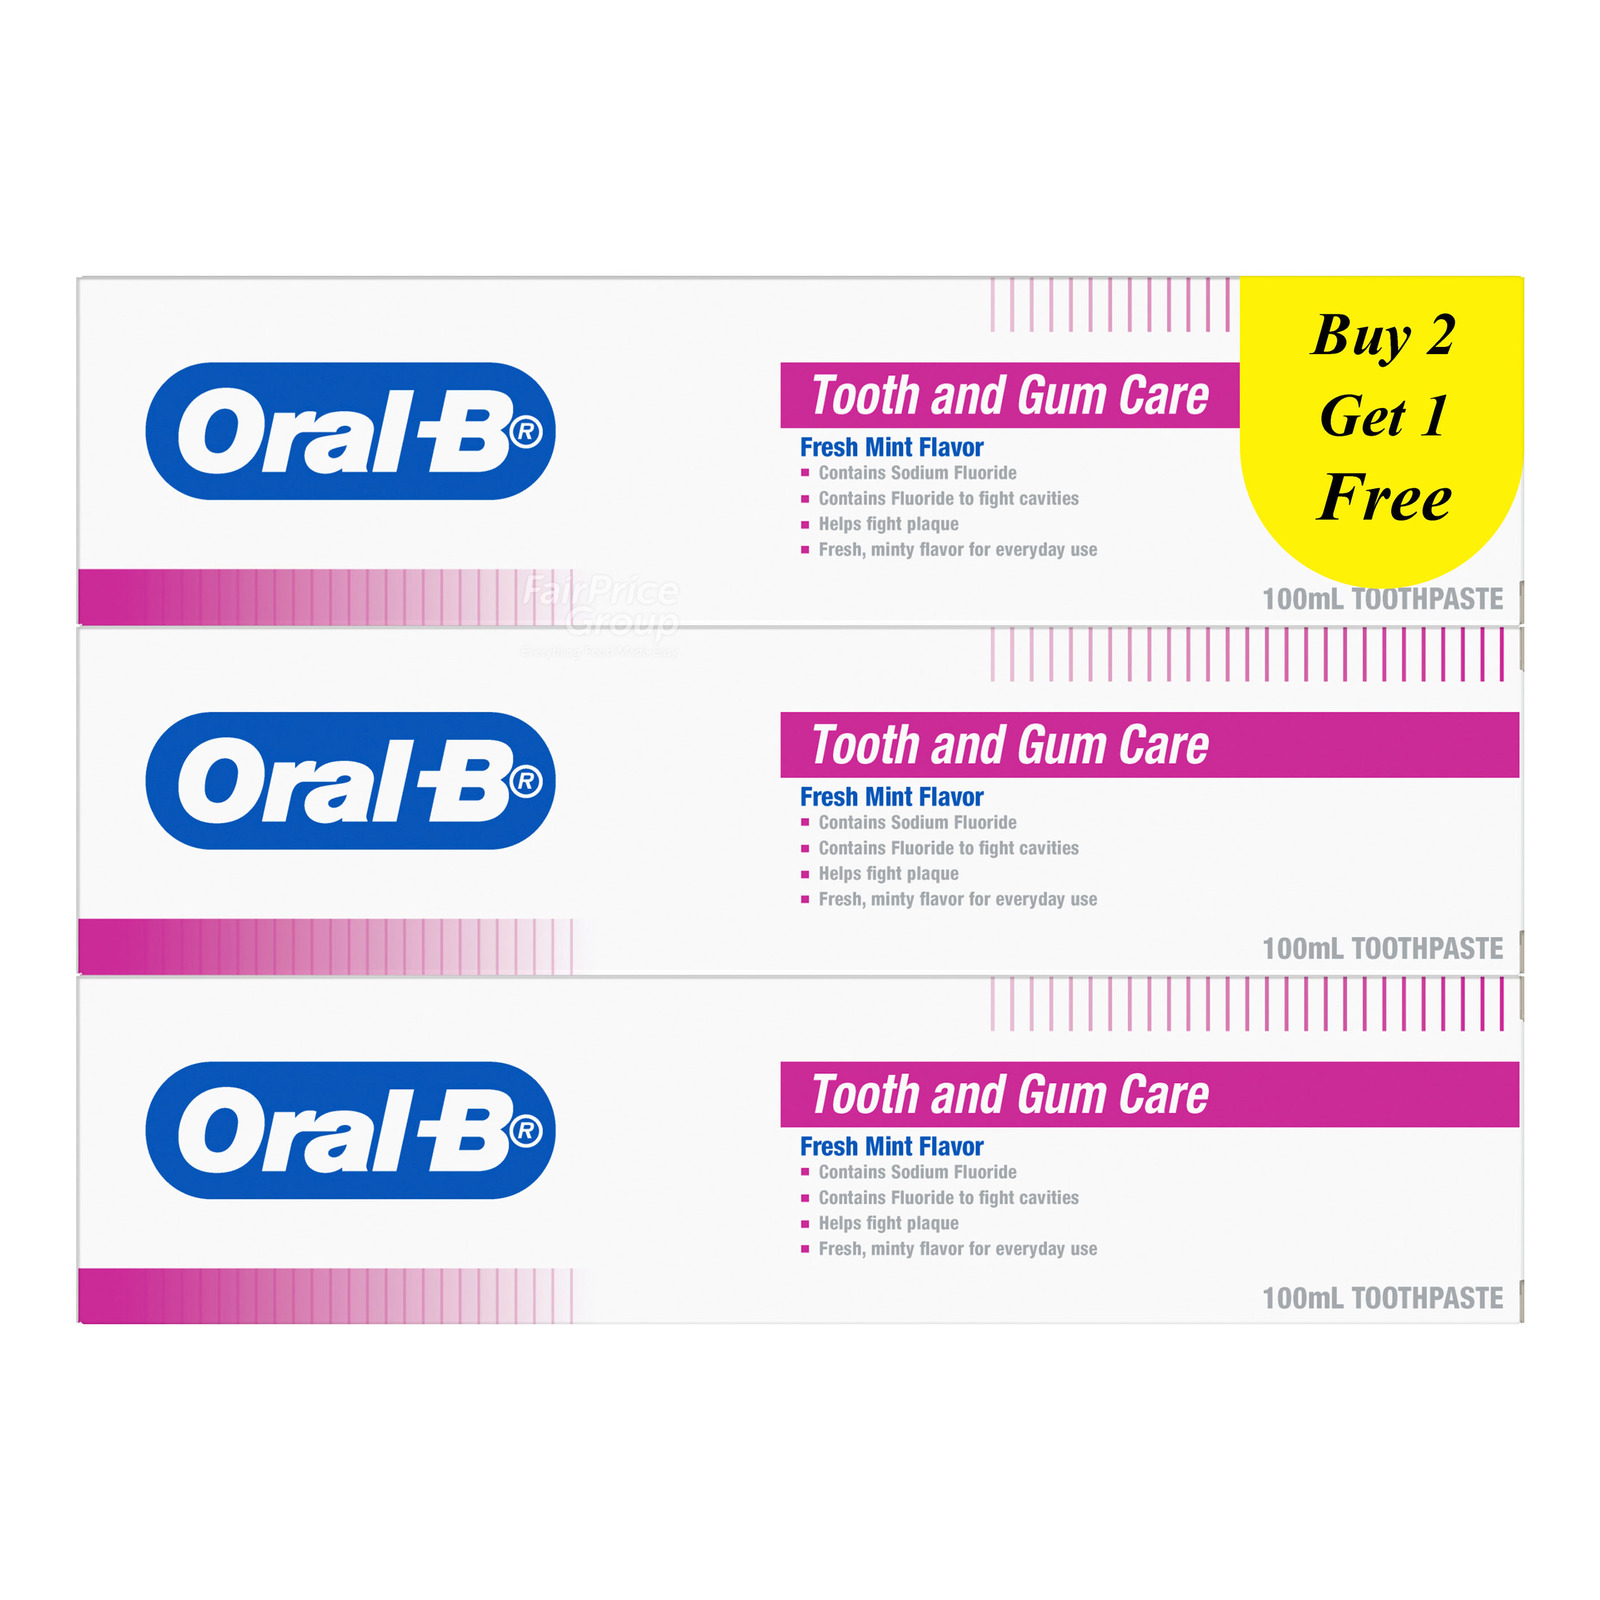 Oral-B®
Tooth and Gum Care
Fresh Mint Flavor
Contains Sodium Fluoride
Contains Fluoride to fight cavities
Helps fight plaque
Fresh, minty flavor for everyday use
100mL TOOTHPASTE
Buy 2
Get 1
Free
FairPrice
Group
Oral-B®
Tooth and Gum Care
Fresh Mint Flavor
Contains Sodium Fluoride
Contains Fluoride to fight cavities
Helps fight plaque
Fresh, minty flavor for everyday use
100mL TOOTHPASTE
Oral-B®
Tooth and Gum Care
Fresh Mint Flavor
Contains Sodium Fluoride
Contains Fluoride to fight cavities
Helps fight plaque
Fresh, minty flavor for everyday use
100mL TOOTHPASTE